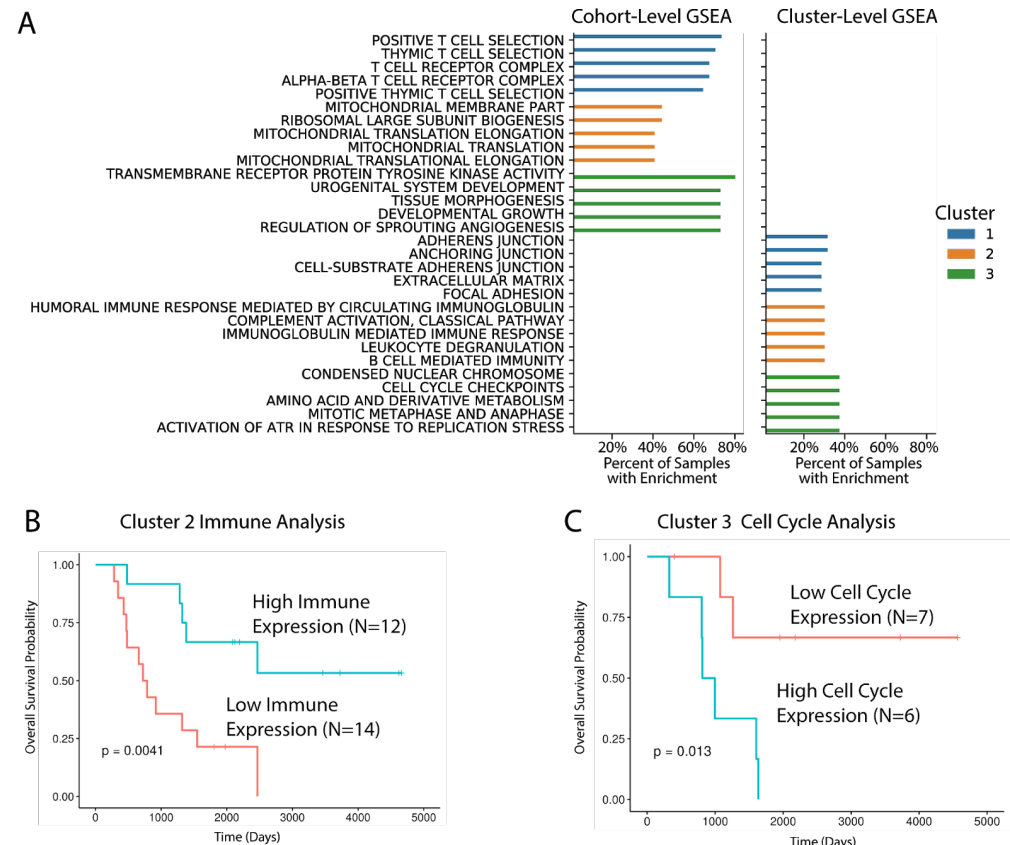 A
Cohort-Level GSEA
Cluster-Level GSEA
POSITIVE T CELL SELECTION
THYMIC T CELL SELECTION
T CELL RECEPTOR COMPLEX
ALPHA-BETA T CELL RECEPTOR COMPLEX
POSITIVE THYMIC T CELL SELECTION
MITOCHONDRIAL MEMBRANE PART
RIBOSOMAL LARGE SUBUNIT BIOGENESIS
MITOCHONDRIAL TRANSLATION ELONGATION
MITOCHONDRIAL TRANSLATION
MITOCHONDRIAL TRANSLATIONAL ELONGATION
TRANSMEMBRANE RECEPTOR PROTEIN TYROSINE KINASE ACTIVITY
UROGENITAL SYSTEM DEVELOPMENT
TISSUE MORPHOGENESIS
DEVELOPMENTAL GROWTH
REGULATION OF SPROUTING ANGIOGENESIS
ADHERENS JUNCTION
ANCHORING JUNCTION
CELL-SUBSTRATE ADHERENS JUNCTION
EXTRACELLULAR MATRIX
FOCAL ADHESION
HUMORAL IMMUNE RESPONSE MEDIATED BY CIRCULATING IMMUNOGLOBULIN
COMPLEMENT ACTIVATION, CLASSICAL PATHWAY
IMMUNOGLOBULIN MEDIATED IMMUNE RESPONSE
LEUKOCYTE DEGRANULATION
B CELL MEDIATED IMMUNITY
CONDENSED NUCLEAR CHROMOSOME
CELL CYCLE CHECKPOINTS
AMINO ACID AND DERIVATIVE METABOLISM
MITOTIC METAPHASE AND ANAPHASE
ACTIVATION OF ATR IN RESPONSE TO REPLICATION STRESS
20% 40% 60% 80%
Percent of Samples
with Enrichment
20% 40% 60% 80%
Percent of Samples
with Enrichment
Cluster
1
2
3
B
Cluster 2 Immune Analysis
Overall Survival Probability
1.00
0.75
0.50
0.25
0.00
High Immune
Expression (N=12)
Low Immune
Expression (N=14)
p = 0.0041
0 1000 2000 3000 4000 5000
Time (Days)
C
Cluster 3 Cell Cycle Analysis
Overall Survival Probability
1.00
0.75
0.50
0.25
0.00
Low Cell Cycle
Expression (N=7)
High Cell Cycle
Expression (N=6)
p = 0.013
0 1000 2000 3000 4000 5000
Time (Days)